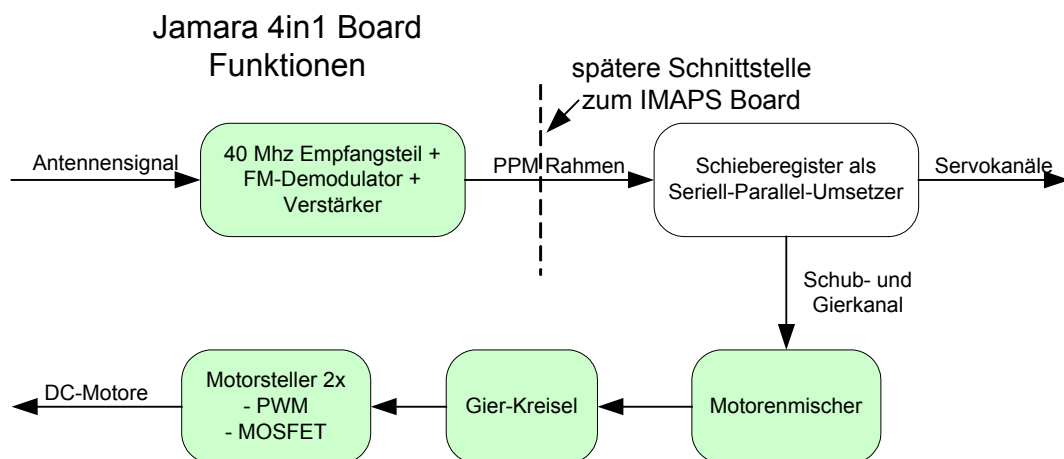 Jamara 4in1 Board
Funktionen
spätere Schnittstelle
zum IMAPS Board
Antennensignal
40 Mhz Empfangsteil +
FM-Demodulator +
Verstärker
PPM Rahmen
Schieberegister als
Seriell-Parallel-Umsetzer
Servokanäle
Schub- und
Gierkanal
DC-Motore
Motorsteller 2x
- PWM
- MOSFET
Gier-Kreisel
Motorenmischer